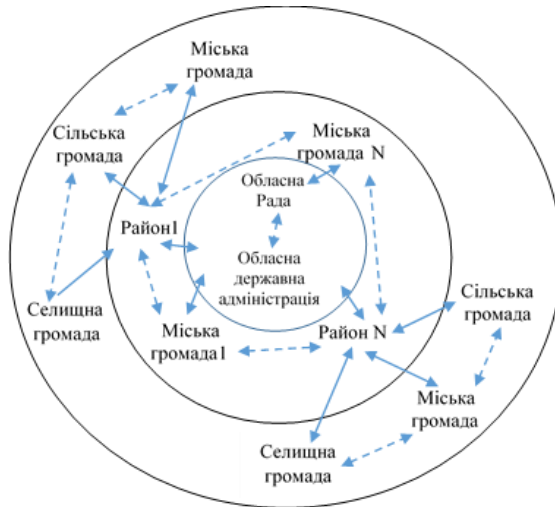 Міська
громада
Сільська
громада
Міська
громада N
Обласна
Рада
Район1
Обласна
державна
адміністрація
Селищна
громада
Міська
громада1
Район N
Сільська
громада
Міська
громада
Селищна
громада